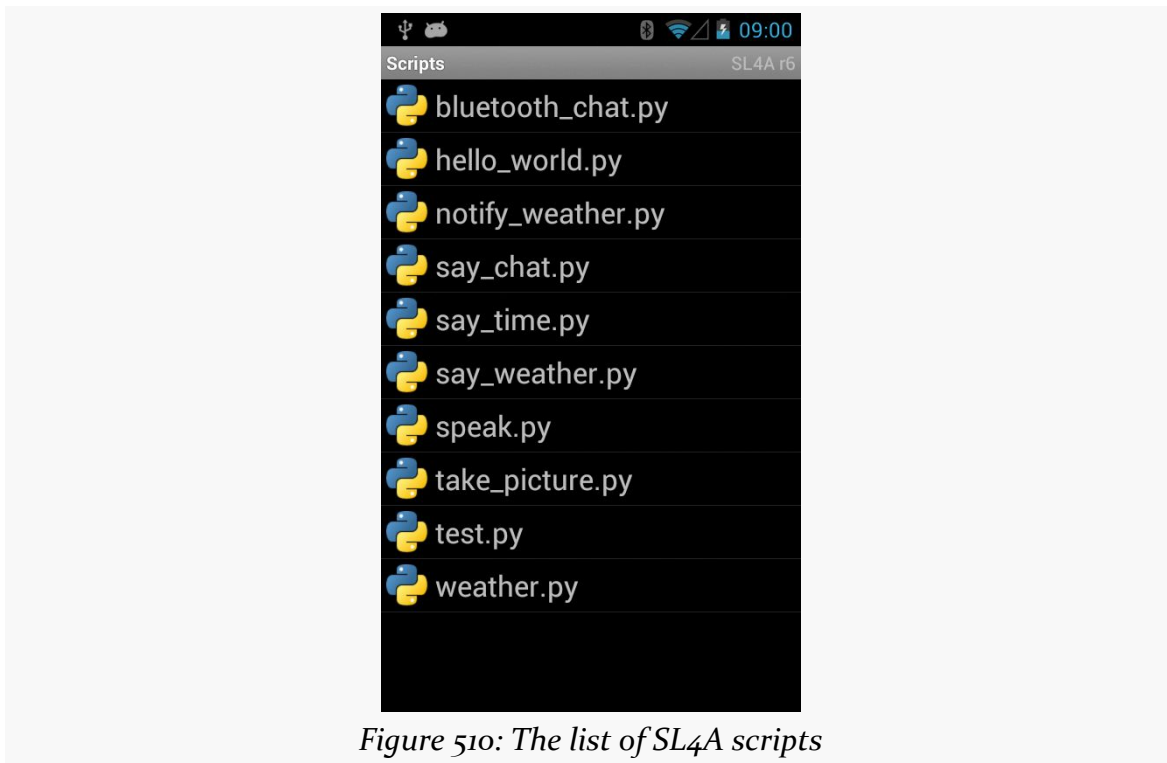 09:00
Scripts SL4A r6
bluetooth_chat.py
hello_world.py
notify_weather.py
say_chat.py
say_time.py
say_weather.py
speak.py
take_picture.py
test.py
weather.py
Figure 510: The list of SL4A scripts